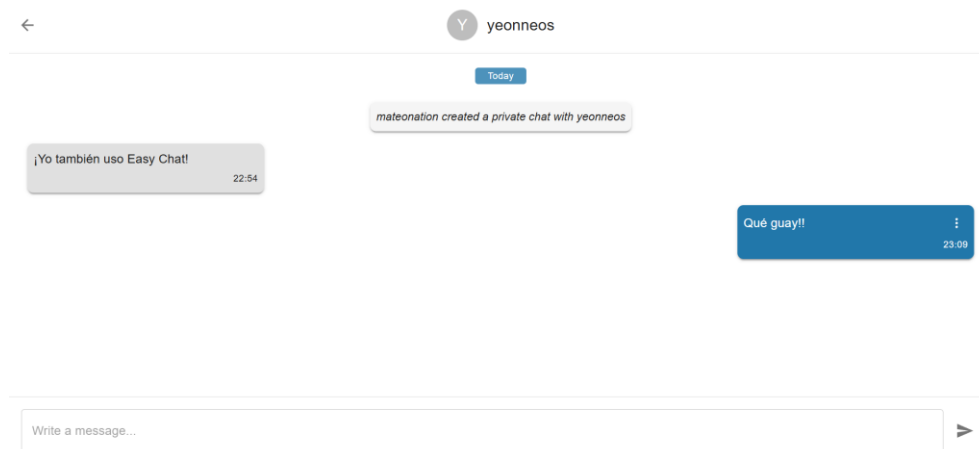 Y yeonneos
Today
mateonation created a private chat with yeonneos
¡Yo también uso Easy Chat!
22:54
Qué guay!!
23:09
Write a message...